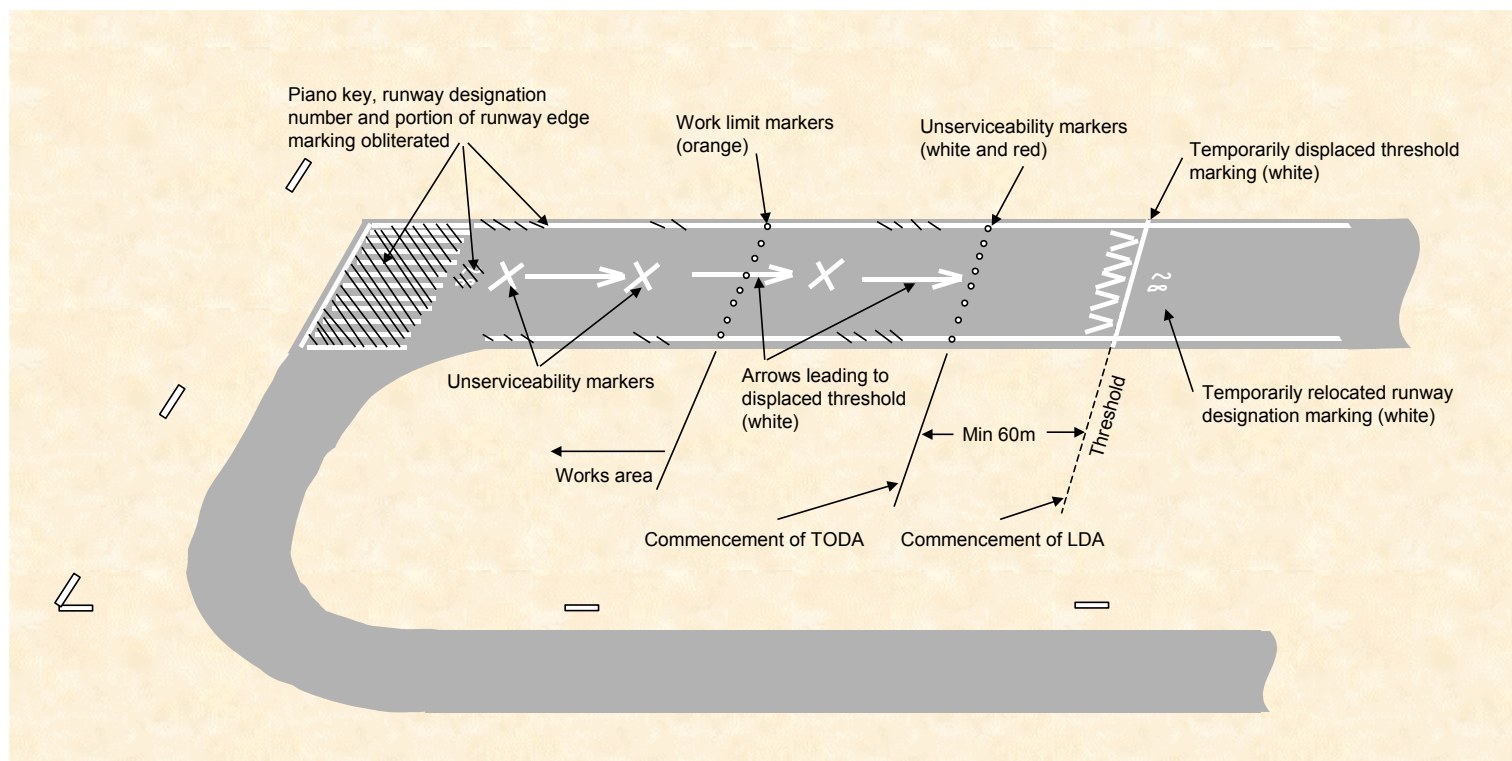 Piano key, runway designation
number and portion of runway edge
marking obliterated
Work limit markers
(orange)
Unserviceability markers
(white and red)
Temporarily displaced threshold
marking (white)
28
Unserviceability markers
Arrows leading to
displaced threshold
(white)
Temporarily relocated runway
designation marking (white)
Min 60m
Threshold
Works area
Commencement of TODA
Commencement of LDA